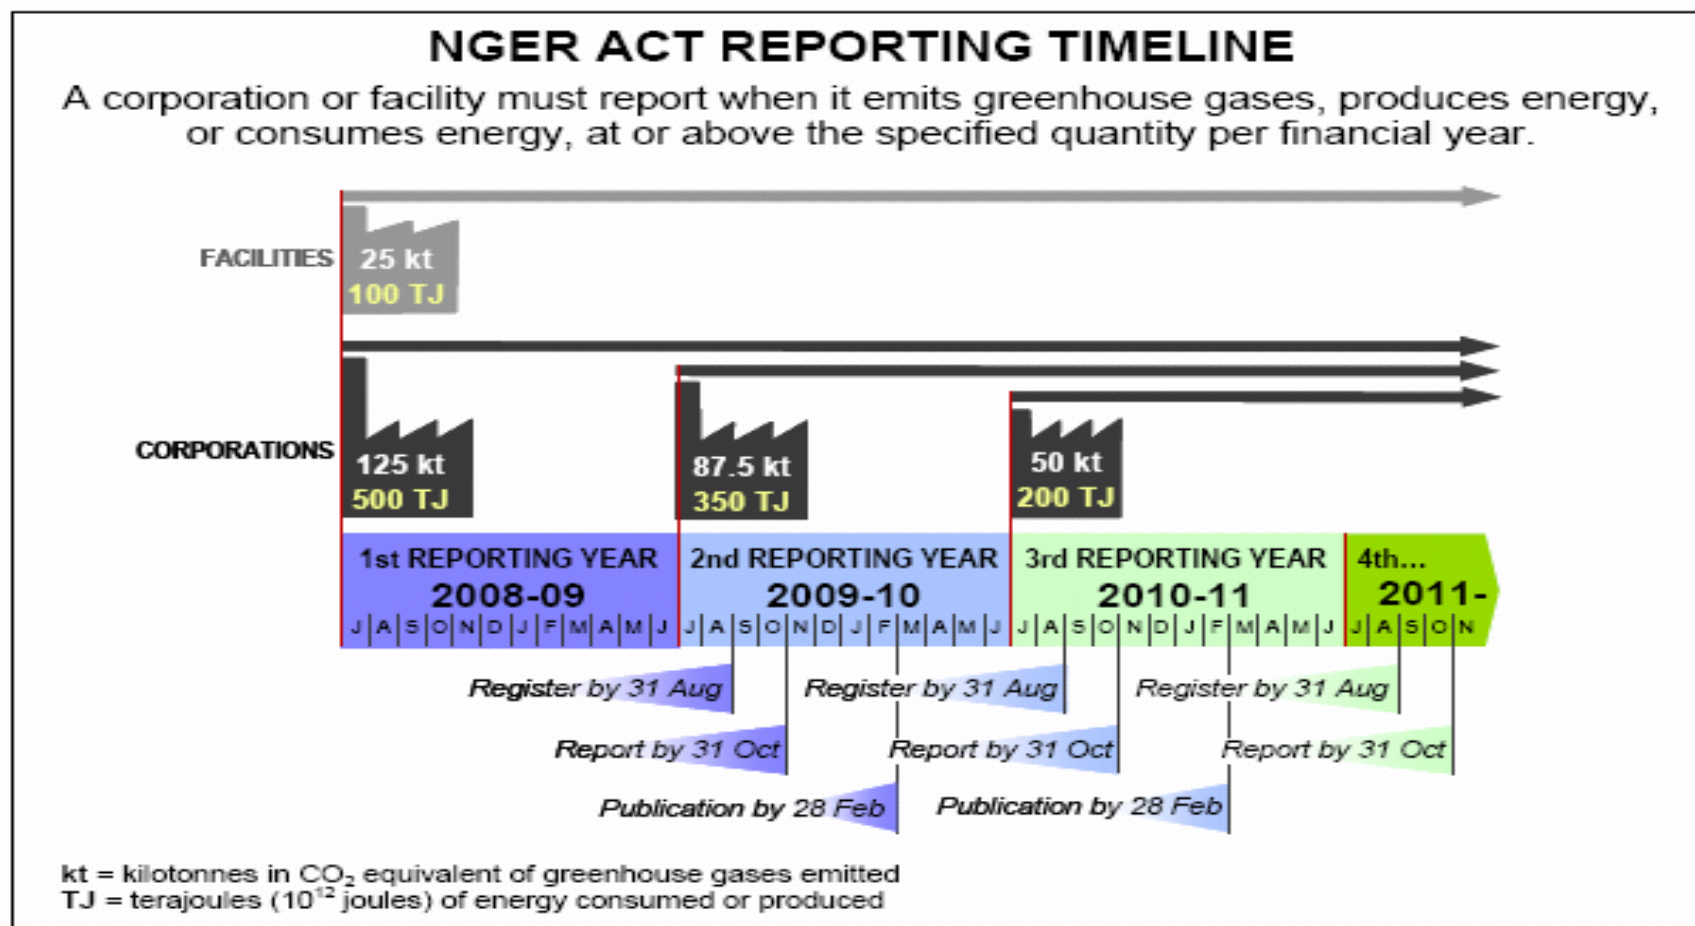 NGER ACT REPORTING TIMELINE
A corporation or facility must report when it emits greenhouse gases, produces energy,
or consumes energy, at or above the specified quantity per financial year.
FACILITIES
25 kt
100 TJ
CORPORATIONS
125 kt
500 TJ
87.5 kt
350 TJ
50 kt
200 TJ
1st REPORTING YEAR
2008-09
J A S O N D J F M A M J
2nd REPORTING YEAR
2009-10
J A S O N D J F M A M J
3rd REPORTING YEAR
2010-11
J A S O N D J F M A M J
4th...
2011-
J A S O N
Register by 31 Aug
Register by 31 Aug
Register by 31 Aug
Report by 31 Oct
Report by 31 Oct
Report by 31 Oct
Publication by 28 Feb
Publication by 28 Feb
kt = kilotonnes in CO₂ equivalent of greenhouse gases emitted
TJ = terajoules (10¹² joules) of energy consumed or produced